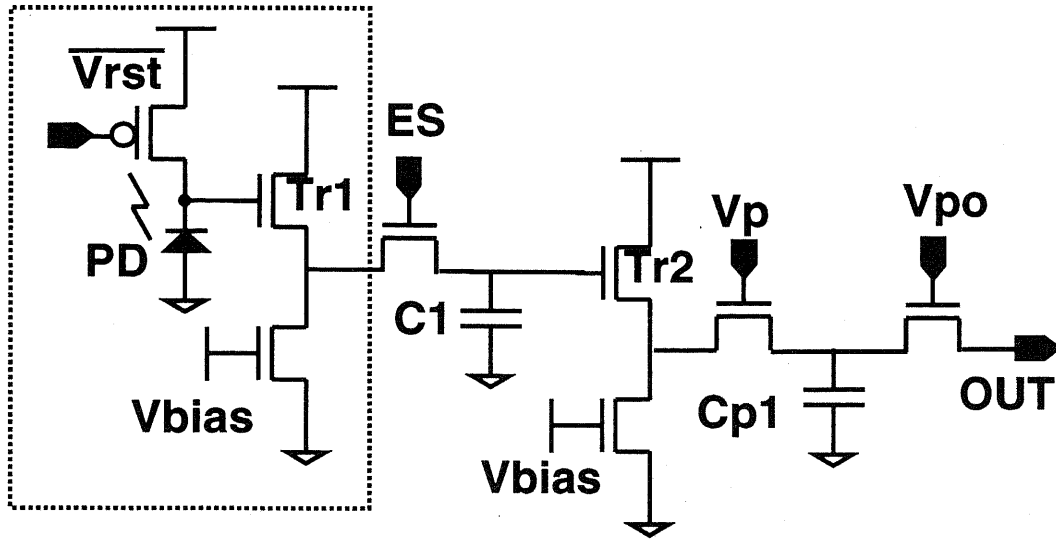 Vrst
ES
Tr1
Vp
Vpo
PD
Tr2
C1
OUT
Vbias
Cp1
Vbias